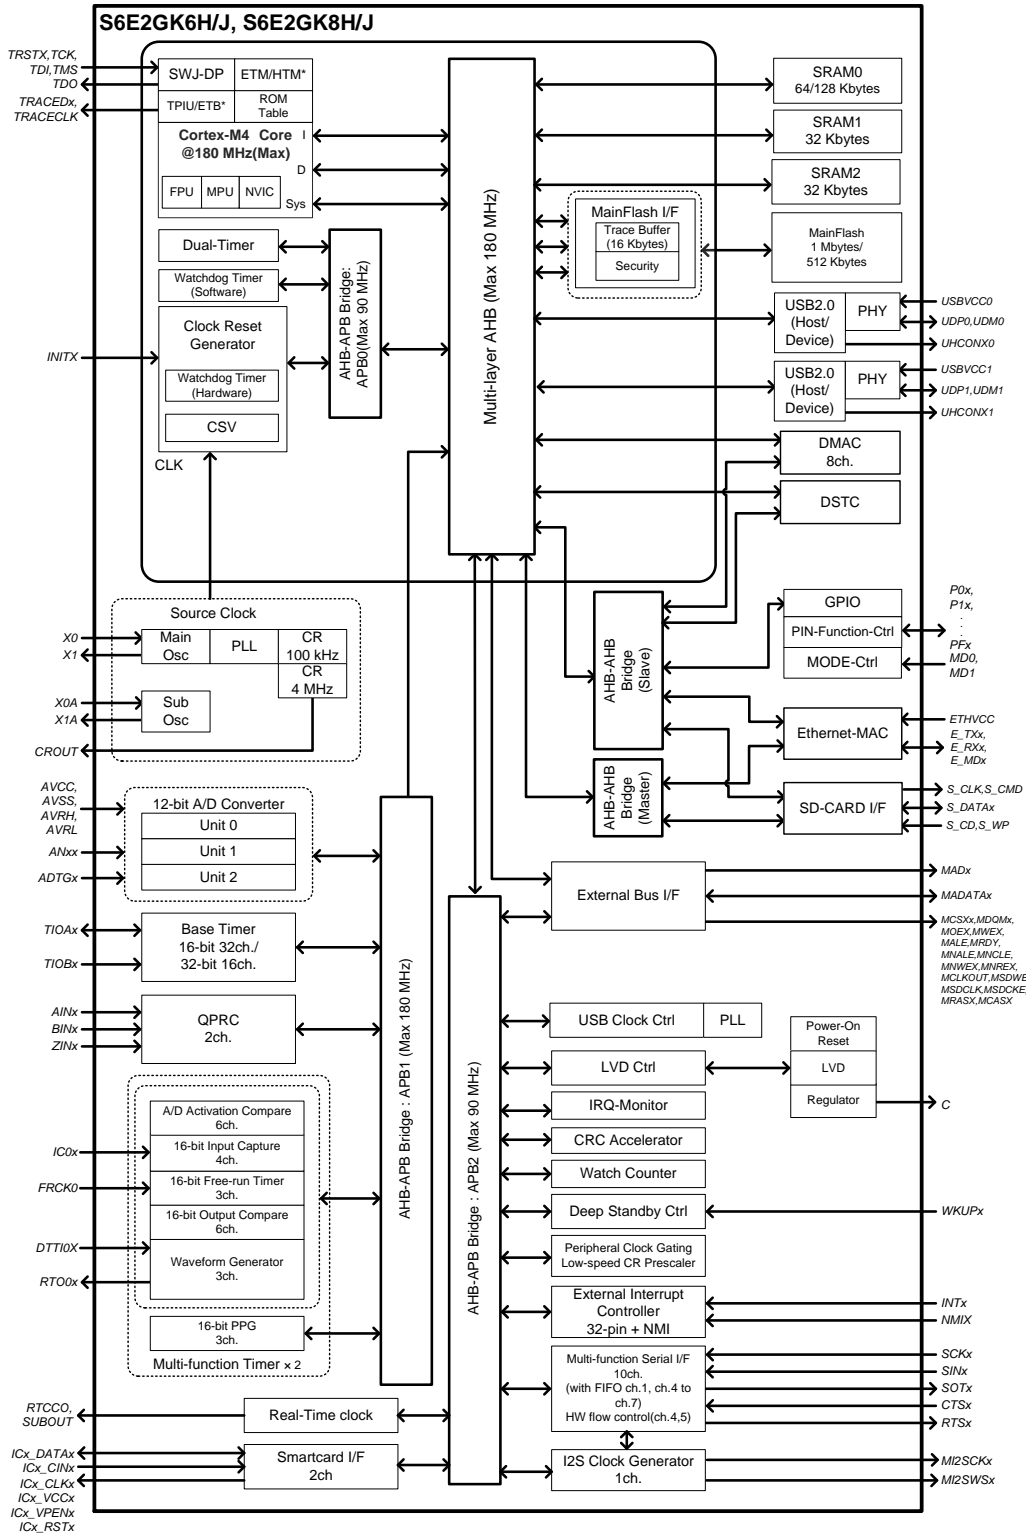 S6E2GK6H/J, S6E2GK8H/J
TRSTX,TCK,
TDI,TMS
TDO
TRACEDx,
TRACECLK
SWJ-DP
ETM/HTM*
TPIU/ETB*
ROM
Table
Cortex-M4 Core
@180 MHz(Max)
I
D
Sys
FPU
MPU
NVIC
Dual-Timer
Watchdog Timer
(Software)
Clock Reset
Generator
Watchdog Timer
(Hardware)
CSV
CLK
INITX
AHB-APB Bridge:
APB0(Max 90 MHz)
Multi-layer AHB (Max 180 MHz)
MainFlash I/F
Trace Buffer
(16 Kbytes)
Security
SRAM0
64/128 Kbytes
SRAM1
32 Kbytes
SRAM2
32 Kbytes
MainFlash
1 Mbytes/
512 Kbytes
USB2.0
(Host/
Device)
PHY
USBVCC0
UDP0,UDM0
UHCONX0
USB2.0
(Host/
Device)
PHY
USBVCC1
UDP1,UDM1
UHCONX1
DMAC
8ch.
DSTC
Source Clock
Main
Osc
PLL
CR
100 kHz
CR
4 MHz
Sub
Osc
X0
X1
X0A
X1A
CROUT
AHB-AHB
Bridge
(Slave)
AHB-AHB
Bridge
(Master)
GPIO
PIN-Function-Ctrl
MODE-Ctrl
P0x,
P1x,
.
.
.
PFx
MD0,
MD1
Ethernet-MAC
ETHVCC
E_TXx,
E_RXx,
E_MDx
SD-CARD I/F
S_CLK,S_CMD
S_DATAx
S_CD,S_WP
AVCC,
AVSS,
AVRH,
AVRL
ANxx
ADTGx
12-bit A/D Converter
Unit 0
Unit 1
Unit 2
TIOAx
TIOBx
Base Timer
16-bit 32ch./
32-bit 16ch.
AINx
BINx
ZINx
QPRC
2ch.
A/D Activation Compare
6ch.
16-bit Input Capture
4ch.
16-bit Free-run Timer
3ch.
16-bit Output Compare
6ch.
Waveform Generator
3ch.
16-bit PPG
3ch.
Multi-function Timer × 2
IC0x
FRCK0
DTTI0X
RTO0x
AHB-APB Bridge : APB1 (Max 180 MHz)
AHB-APB Bridge : APB2 (Max 90 MHz)
RTCCO,
SUBOUT
Real-Time clock
ICx_DATAx
ICx_CINx
ICx_CLKx
ICx_VCCx
ICx_VPENx
ICx_RSTx
Smartcard I/F
2ch
External Bus I/F
MADx
MADATAx
MCSXx,MDQMx,
MOEX,MWEX,
MALE,MRDY,
MNALE,MNCLE,
MNWEX,MNREX,
MCLKOUT,MSDWE
MSDCLK,MSDCKE,
MRASX,MCASX
USB Clock Ctrl
PLL
LVD Ctrl
Power-On
Reset
LVD
Regulator
C
IRQ-Monitor
CRC Accelerator
Watch Counter
Deep Standby Ctrl
WKUPx
Peripheral Clock Gating
Low-speed CR Prescaler
External Interrupt
Controller
32-pin + NMI
INTx
NMIX
Multi-function Serial I/F
10ch.
(with FIFO ch.1, ch.4 to
ch.7)
HW flow control(ch.4,5)
SCKx
SINx
SOTx
CTSx
RTSx
I2S Clock Generator
1ch.
MI2SCKx
MI2SWSx